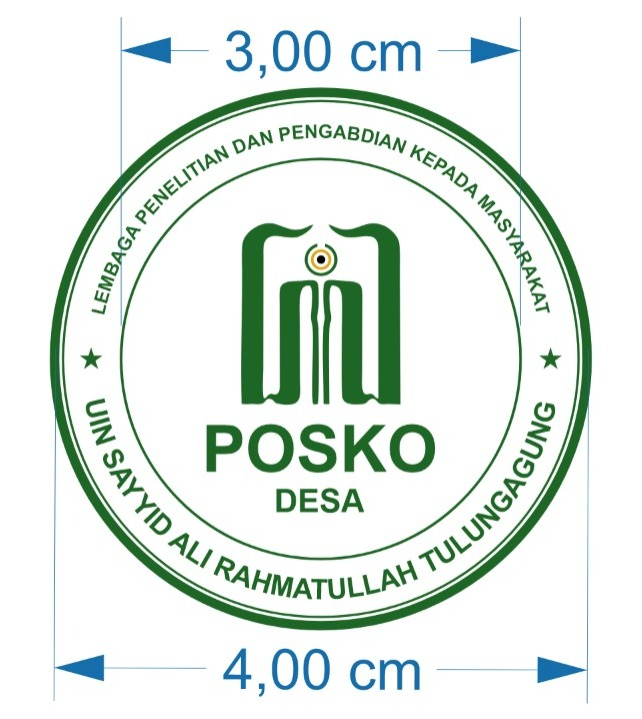 3,00 cm
LEMBAGA PENELITIAN DAN PENGABDIAN KEPADA MASYARAKAT
POSKO
DESA
UIN SAYYID ALI RAHMATULLAH TULUNGAGUNG
4,00 cm